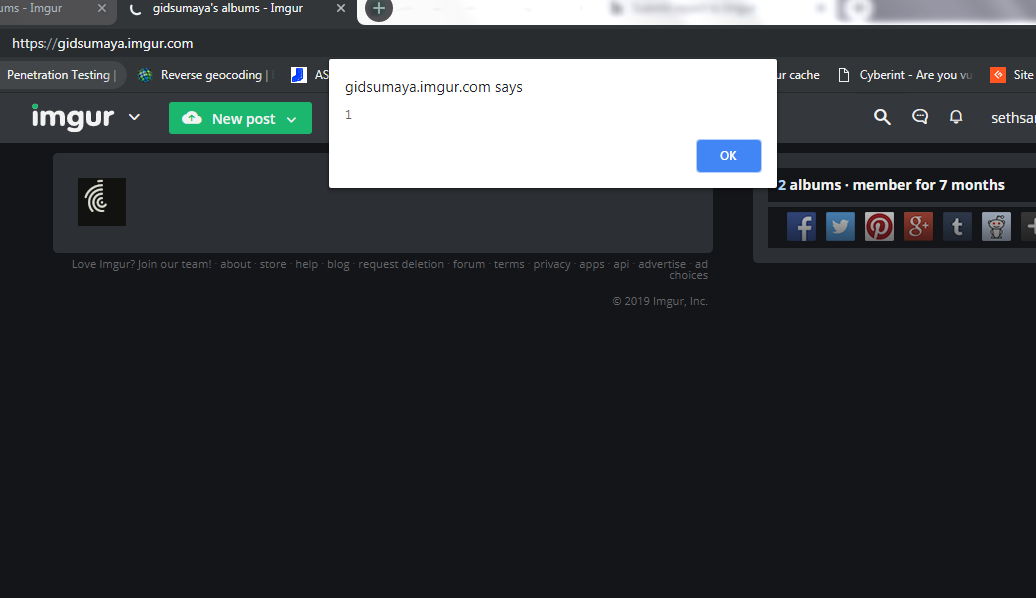 ums - Imgur
gidsumaya's albums - Imgur
https://gidsumaya.imgur.com
Penetration Testing |
Reverse geocoding |
AS
ur cache
Cyberint - Are you vu
Site
gidsumaya.imgur.com says
1
OK
imgur
New post
sethsa
2 albums · member for 7 months
Love Imgur? Join our team! · about · store · help · blog · request deletion · forum · terms · privacy · apps · api · advertise · ad
choices
© 2019 Imgur, Inc.